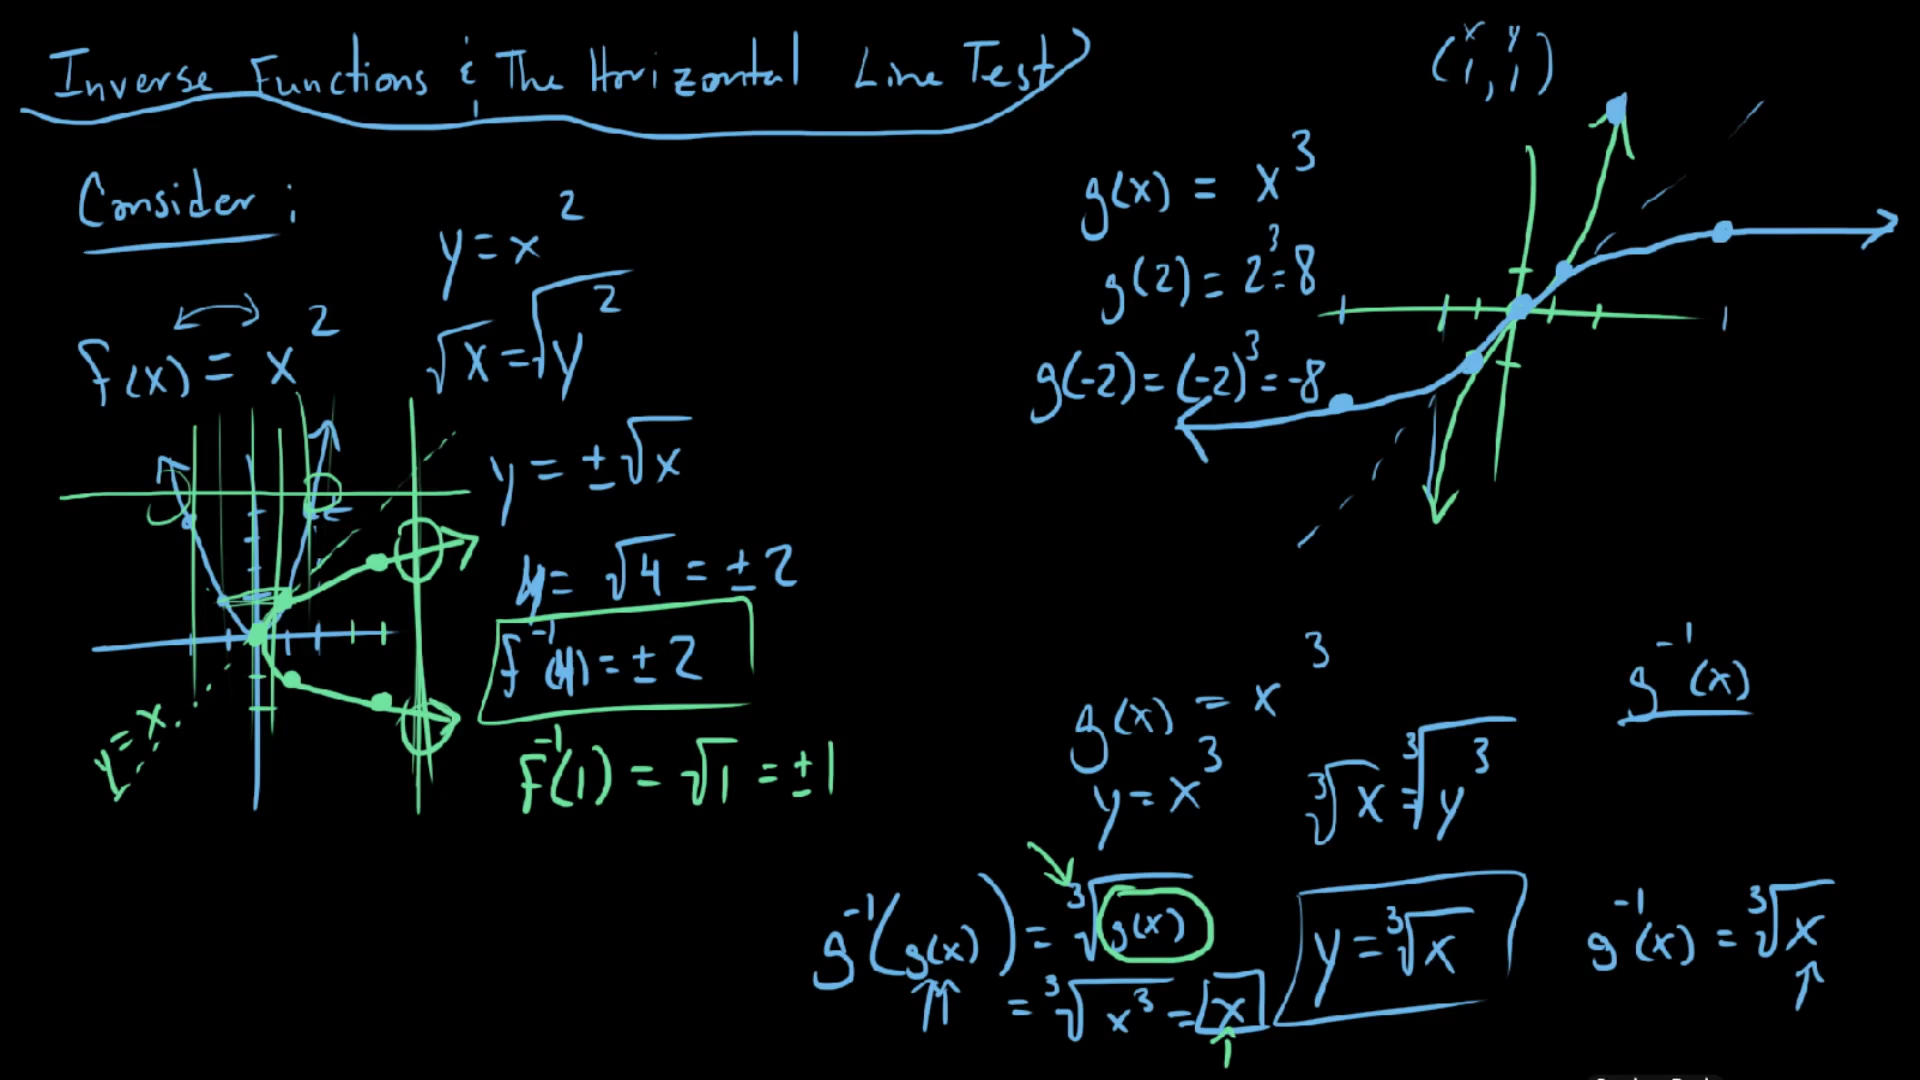 Inverse Functions & The Horizontal Line Test
Consider:
f(x) = x²
y = x²
√x = √y²
y = ±√x
y = √4 = ±2
f⁻¹(4) = ±2
f⁻¹(1) = √1 = ±1
y = x
x y
(1, 1)
g(x) = x³
g(2) = 2³ = 8
g(-2) = (-2)³ = -8
g(x) = x³
y = x³
∛x = ∛y³
g⁻¹(x)
g⁻¹(g(x)) = ∛g(x)
= ∛x³ = x
y = ∛x
g⁻¹(x) = ∛x